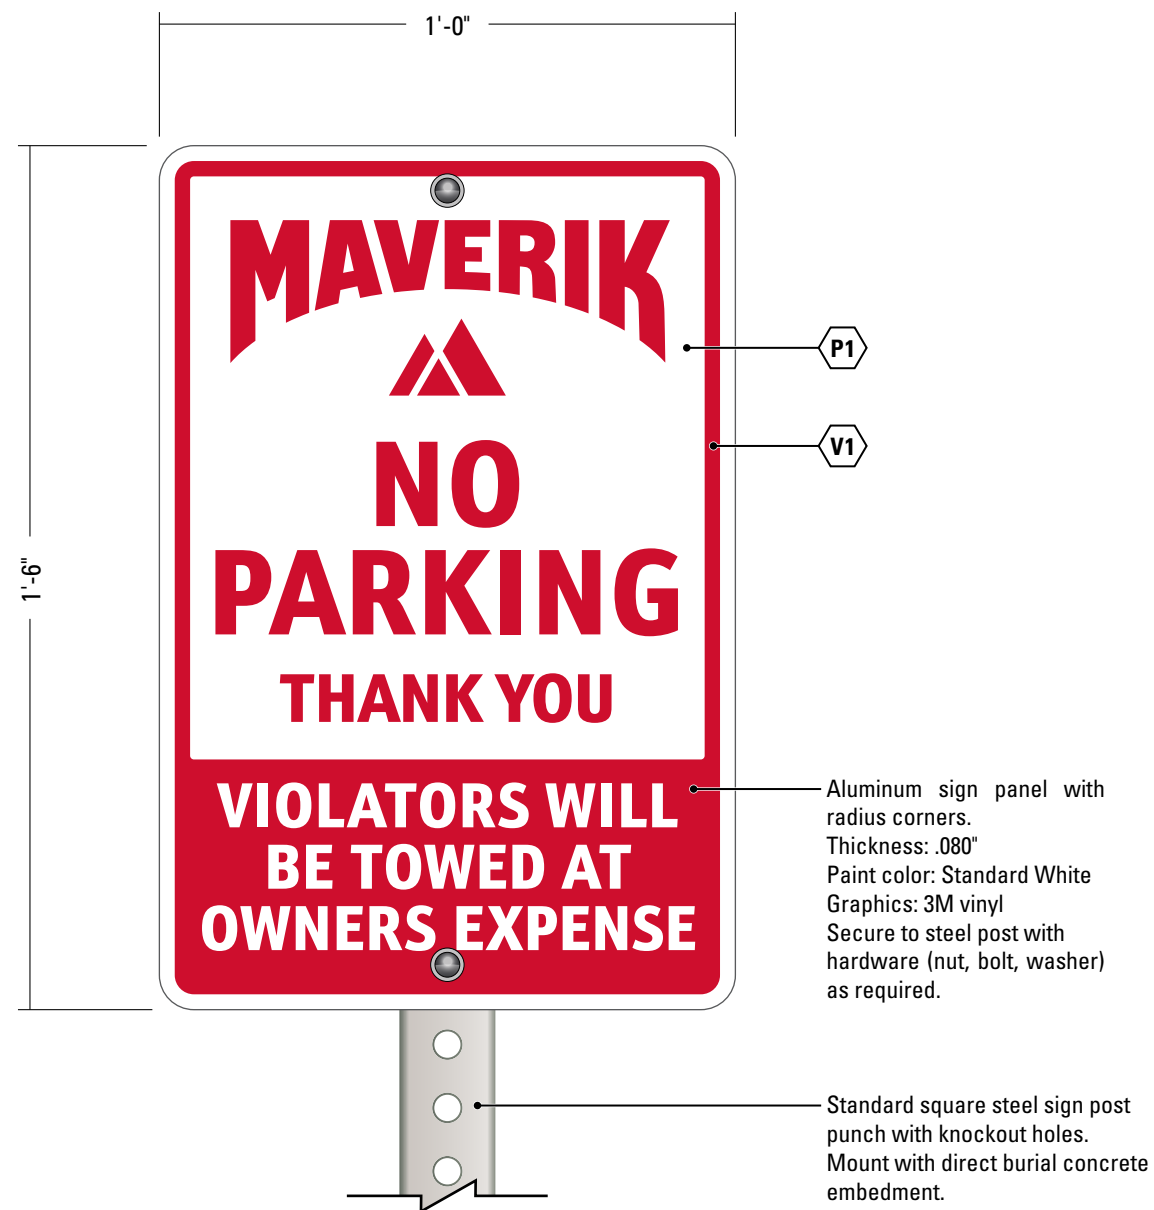 1'-0"
1'-6"
MAVERIK
P1
V1
NO
PARKING
THANK YOU
VIOLATORS WILL
BE TOWED AT
OWNERS EXPENSE
Aluminum sign panel with
radius corners.
Thickness: .080"
Paint color: Standard White
Graphics: 3M vinyl
Secure to steel post with
hardware (nut, bolt, washer)
as required.
Standard square steel sign post
punch with knockout holes.
Mount with direct burial concrete
embedment.